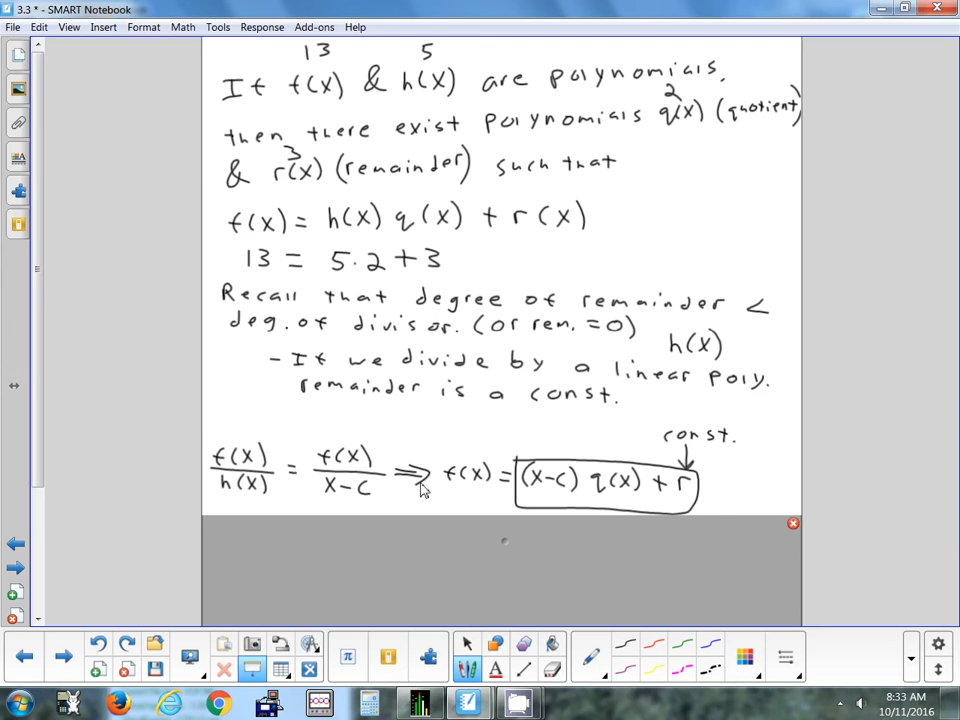 3.3 * - SMART Notebook
File Edit View Insert Format Math Tools Response Add-ons Help
13 5
If f(x) & h(x) are polynomials,
2
then there exist polynomials q(x) (quotient)
3
& r(x) (remainder) such that
f(x) = h(x) q(x) + r(x)
13 = 5·2+3
Recall that degree of remainder <
deg. of divisor. (or rem. = 0)
h(x)
- If we divide by a linear poly.
remainder is a const.
const.
f(x)/h(x) = f(x)/x-c ⟹ f(x) = (x-c) q(x) + r
π
A
8:33 AM
10/11/2016